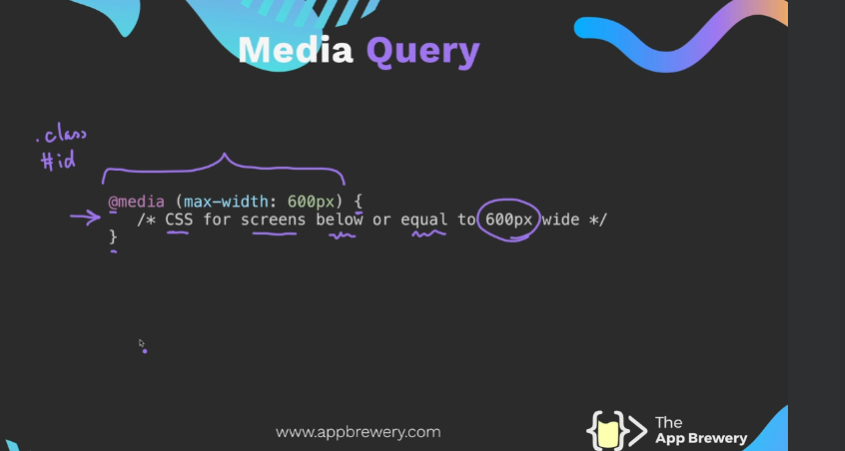 Media Query
.class
#id
@media (max-width: 600px) {
/* CSS for screens below or equal to 600px wide */
}
www.appbrewery.com
The
App Brewery